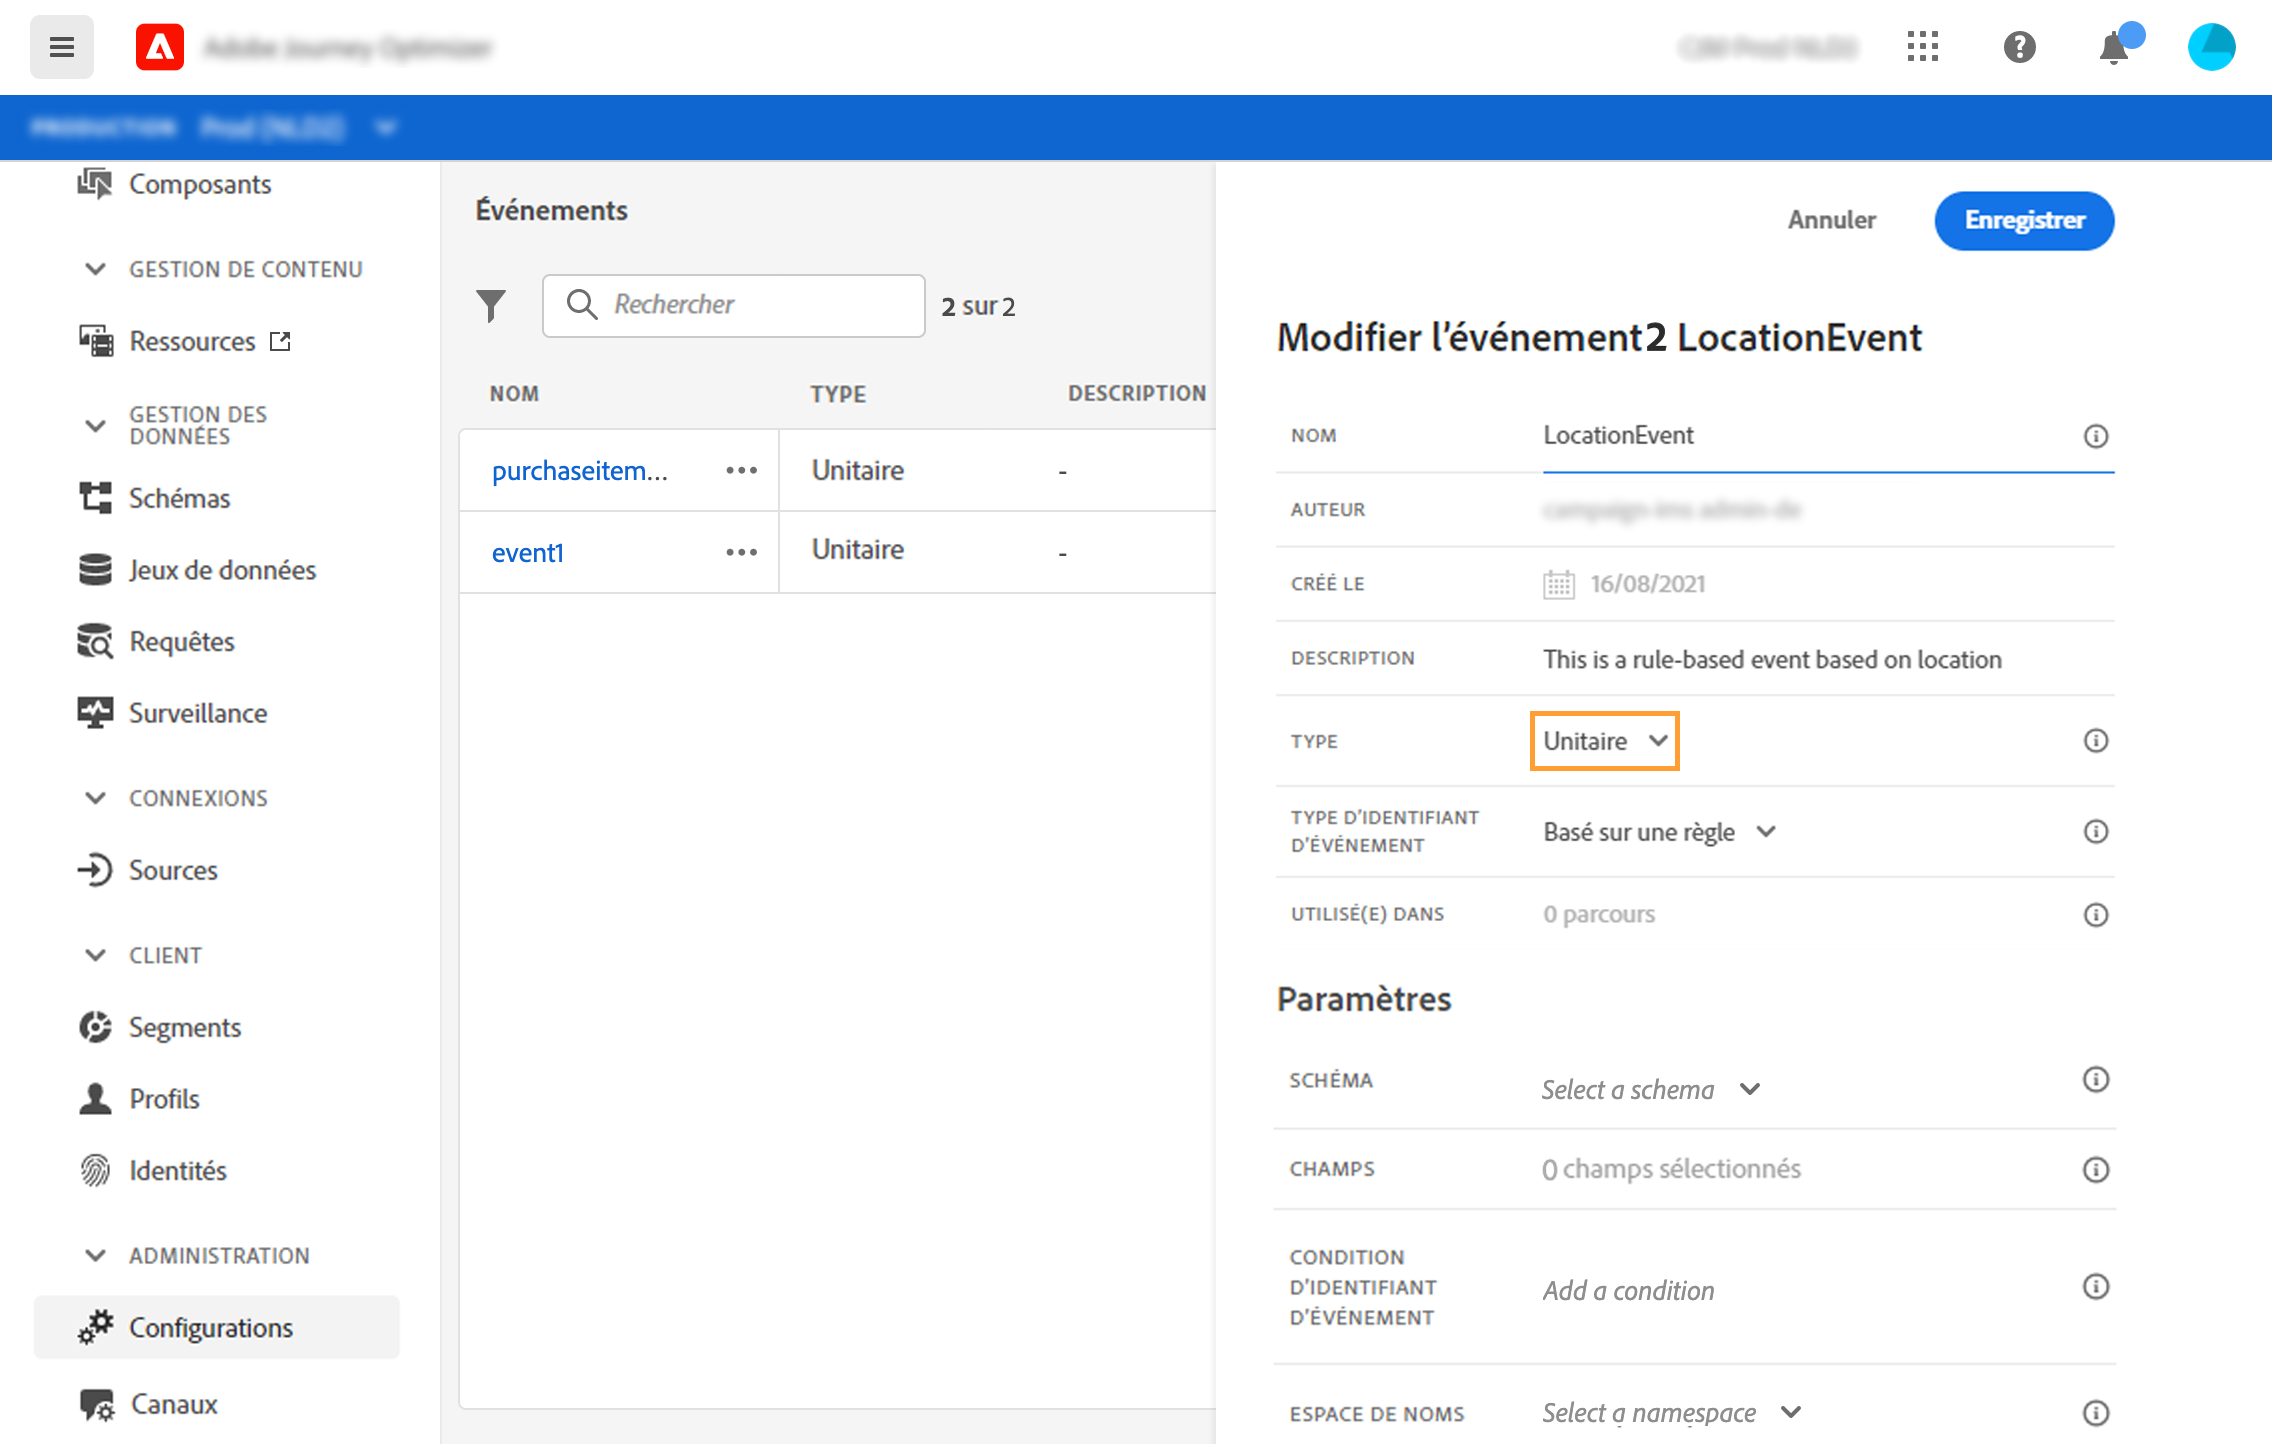 Composants
GESTION DE CONTENU
Ressources
GESTION DES
DONNÉES
Schémas
Jeux de données
Requêtes
Surveillance
CONNEXIONS
Sources
CLIENT
Segments
Profils
Identités
ADMINISTRATION
Configurations
Canaux
Événements
Rechercher
2 sur 2
NOM TYPE DESCRIPTION
purchaseitem... Unitaire -
event1 Unitaire -
Annuler
Enregistrer
Modifier l’événement2 LocationEvent
NOM LocationEvent
AUTEUR
CRÉÉ LE 16/08/2021
DESCRIPTION This is a rule-based event based on location
TYPE Unitaire
TYPE D’IDENTIFIANT
D’ÉVÉNEMENT
Basé sur une règle
UTILISÉ(E) DANS 0 parcours
Paramètres
SCHÉMA Select a schema
CHAMPS 0 champs sélectionnés
CONDITION
D’IDENTIFIANT
D’ÉVÉNEMENT
Add a condition
ESPACE DE NOMS Select a namespace